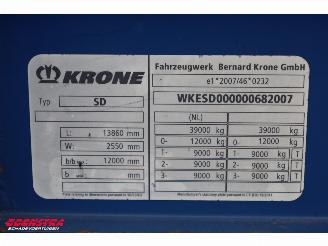 KRONE
Fahrzeugwerk Bernard Krone GmbH
e1*2007/46*0232
Typ SD
WKESD000000682007
(NL)
L: 13860 mm
W: 2550 mm
12000 mm
b mm
39000 kg 39000 kg
0- 12000 kg 0- 12000 kg
1- 9000 kg 1- 9000 kg T
2- 9000 kg 2- 9000 kg T
3- 9000 kg 3- 9000 kg T
SCHADEVOERTUIGEN